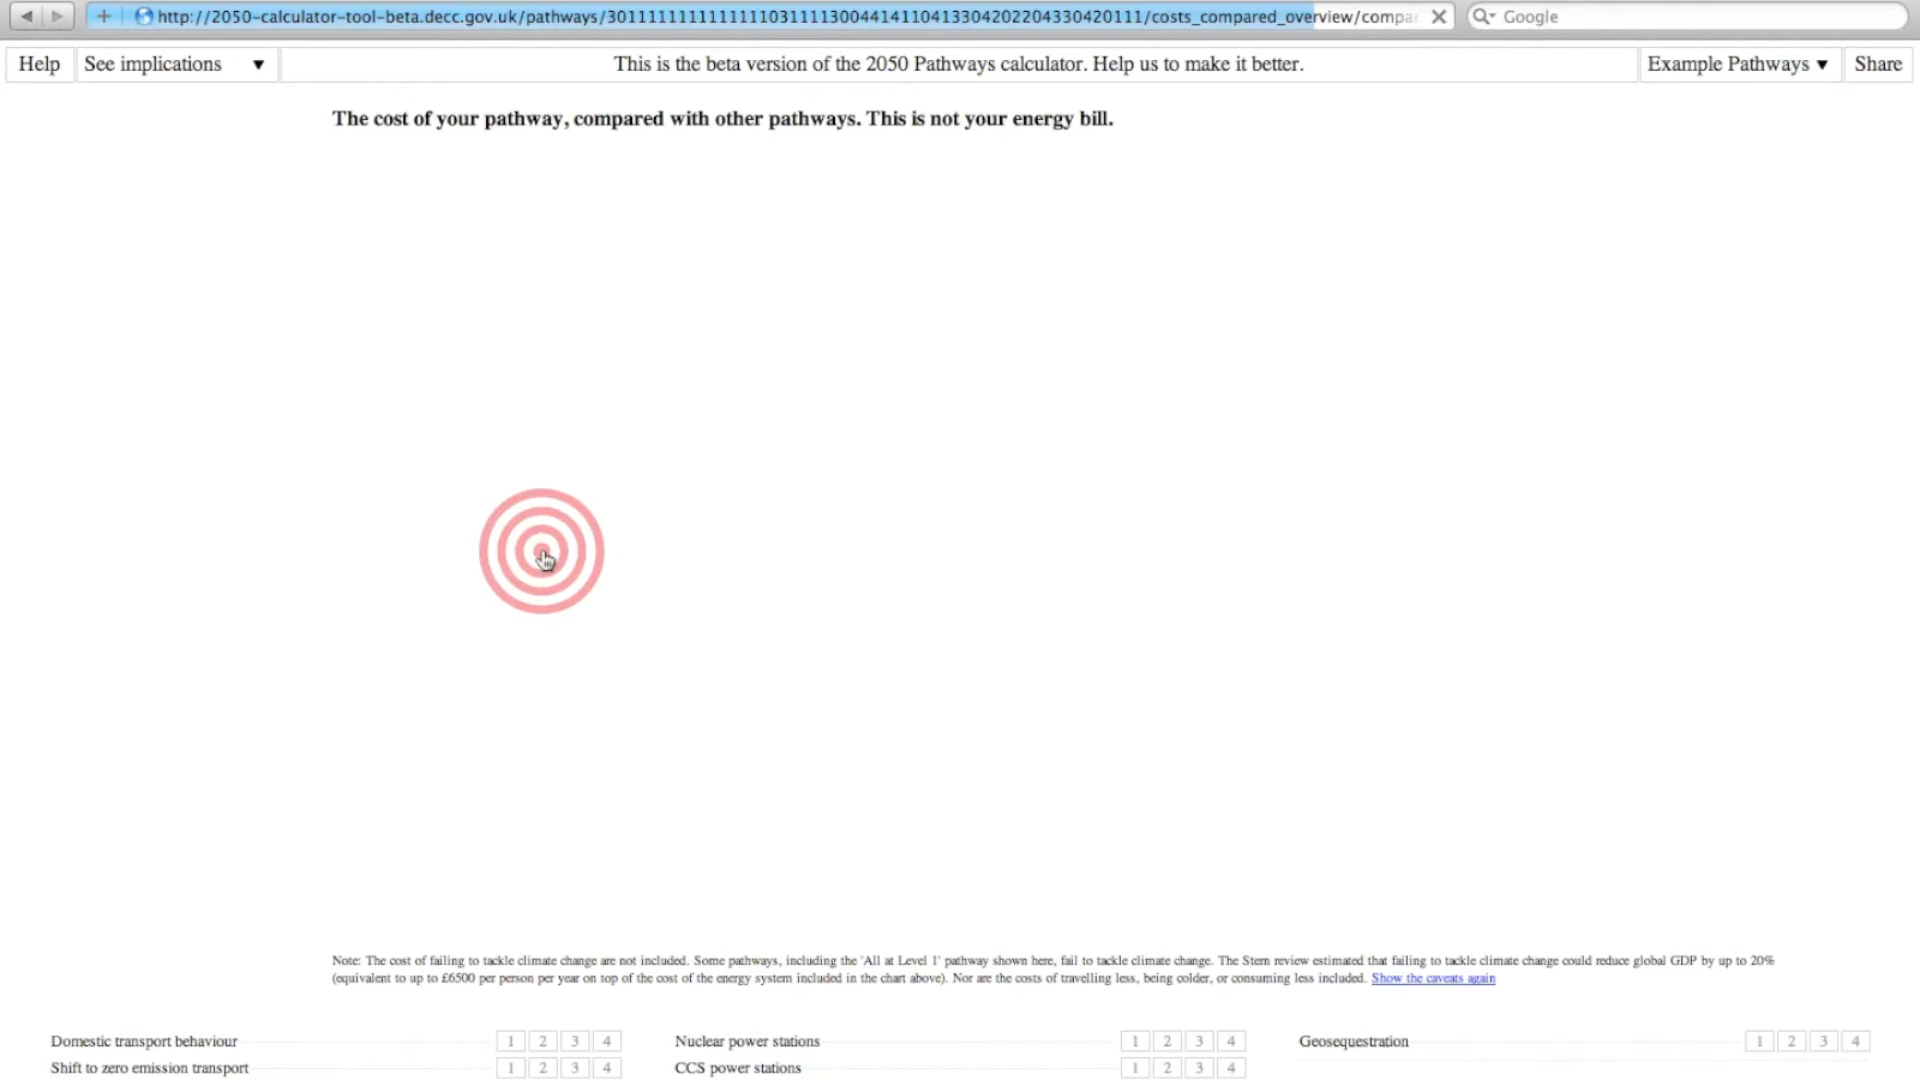 http://2050-calculator-tool-beta.decc.gov.uk/pathways/30111111111111110311113004414110413304202204330420111/costs_compared_overview/compa
Google
Help
See implications ▼
This is the beta version of the 2050 Pathways calculator. Help us to make it better.
Example Pathways ▼
Share
The cost of your pathway, compared with other pathways. This is not your energy bill.
Note: The cost of failing to tackle climate change are not included. Some pathways, including the 'All at Level 1' pathway shown here, fail to tackle climate change. The Stern review estimated that failing to tackle climate change could reduce global GDP by up to 20%
(equivalent to up to £6500 per person per year on top of the cost of the energy system included in the chart above). Nor are the costs of travelling less, being colder, or consuming less included. Show the caveats again
Domestic transport behaviour 1 2 3 4
Nuclear power stations 1 2 3 4
Geosequestration 1 2 3 4
Shift to zero emission transport 1 2 3 4
CCS power stations 1 2 3 4